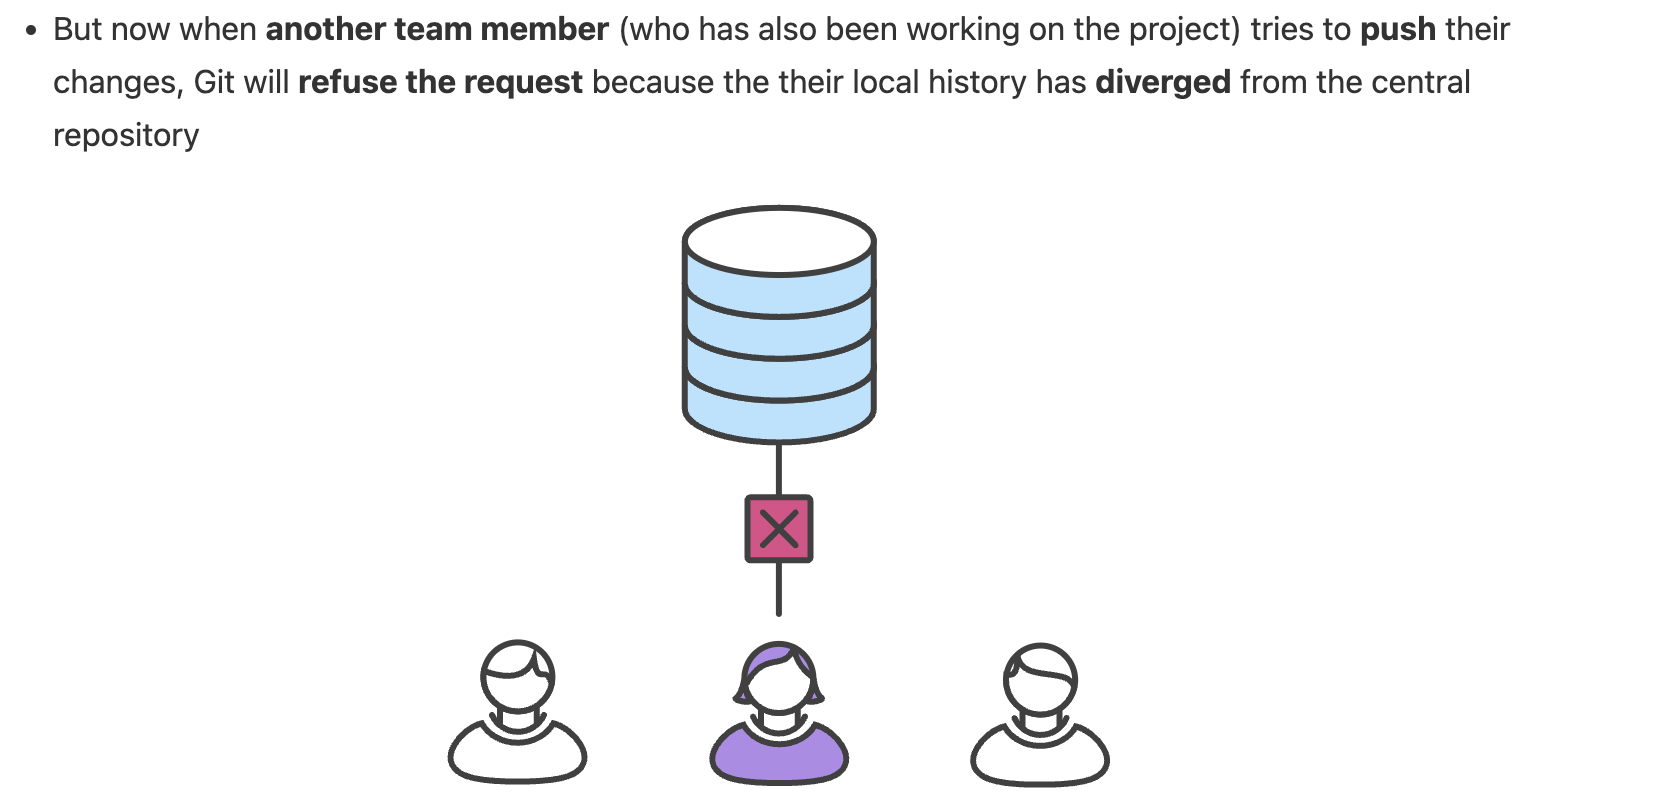 • But now when another team member (who has also been working on the project) tries to push their
changes, Git will refuse the request because the their local history has diverged from the central
repository